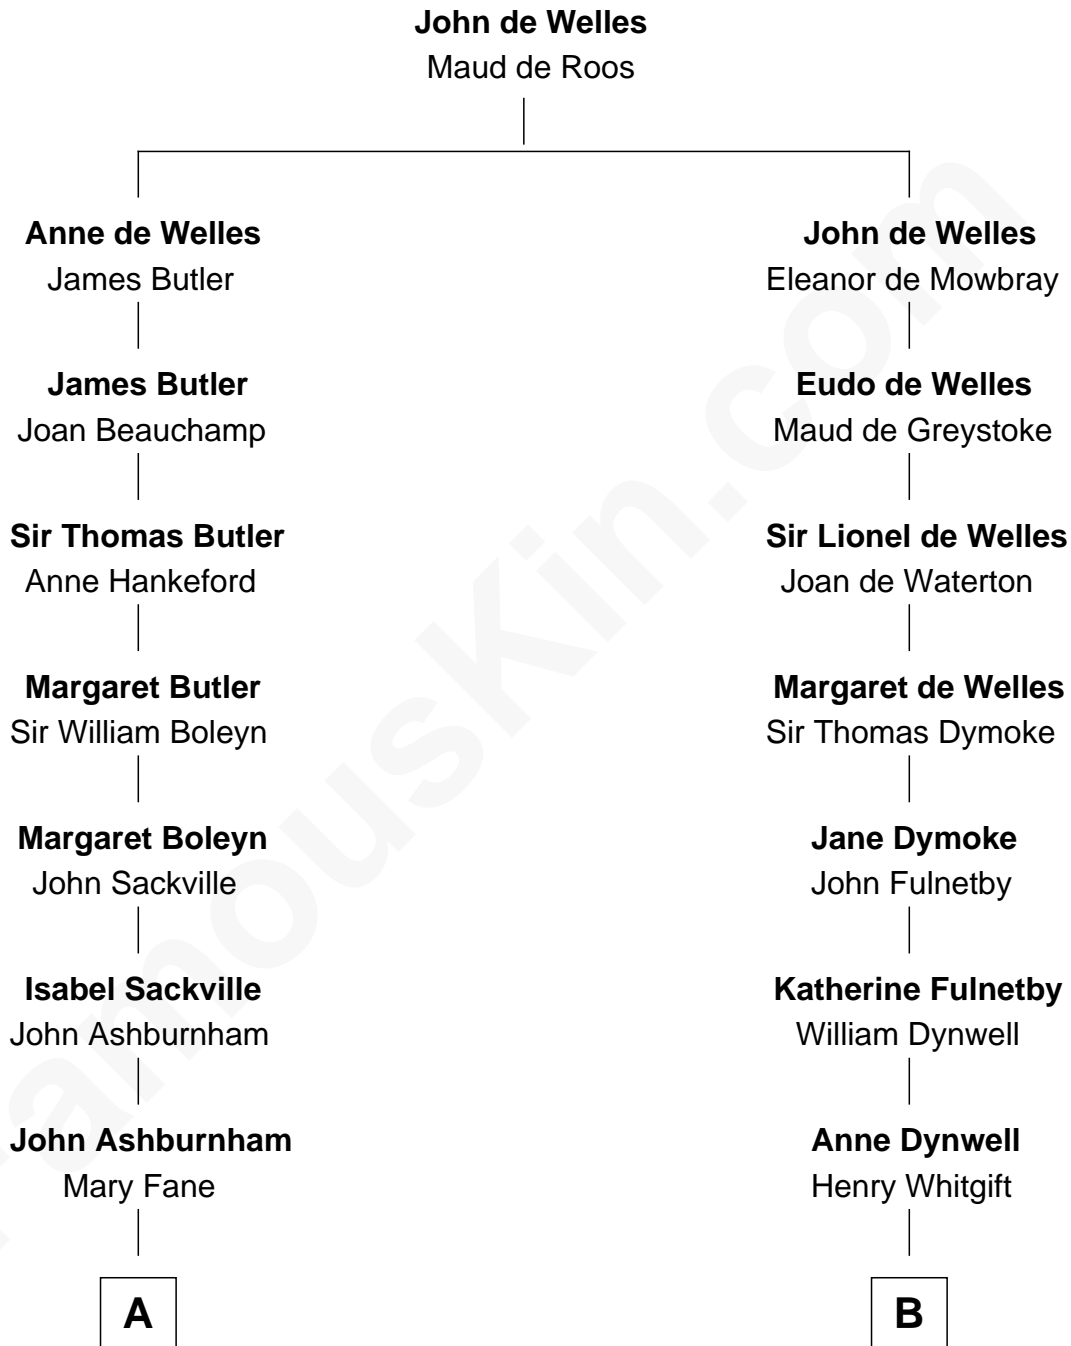 John de Welles
Maud de Roos
Anne de Welles
James Butler
John de Welles
Eleanor de Mowbray
James Butler
Joan Beauchamp
Eudo de Welles
Maud de Greystoke
Sir Thomas Butler
Anne Hankeford
Sir Lionel de Welles
Joan de Waterton
Margaret Butler
Sir William Boleyn
Margaret de Welles
Sir Thomas Dymoke
Margaret Boleyn
John Sackville
Jane Dymoke
John Fulnetby
Isabel Sackville
John Ashburnham
Katherine Fulnetby
William Dynwell
John Ashburnham
Mary Fane
Anne Dynwell
Henry Whitgift
A
B
FamousKin.com